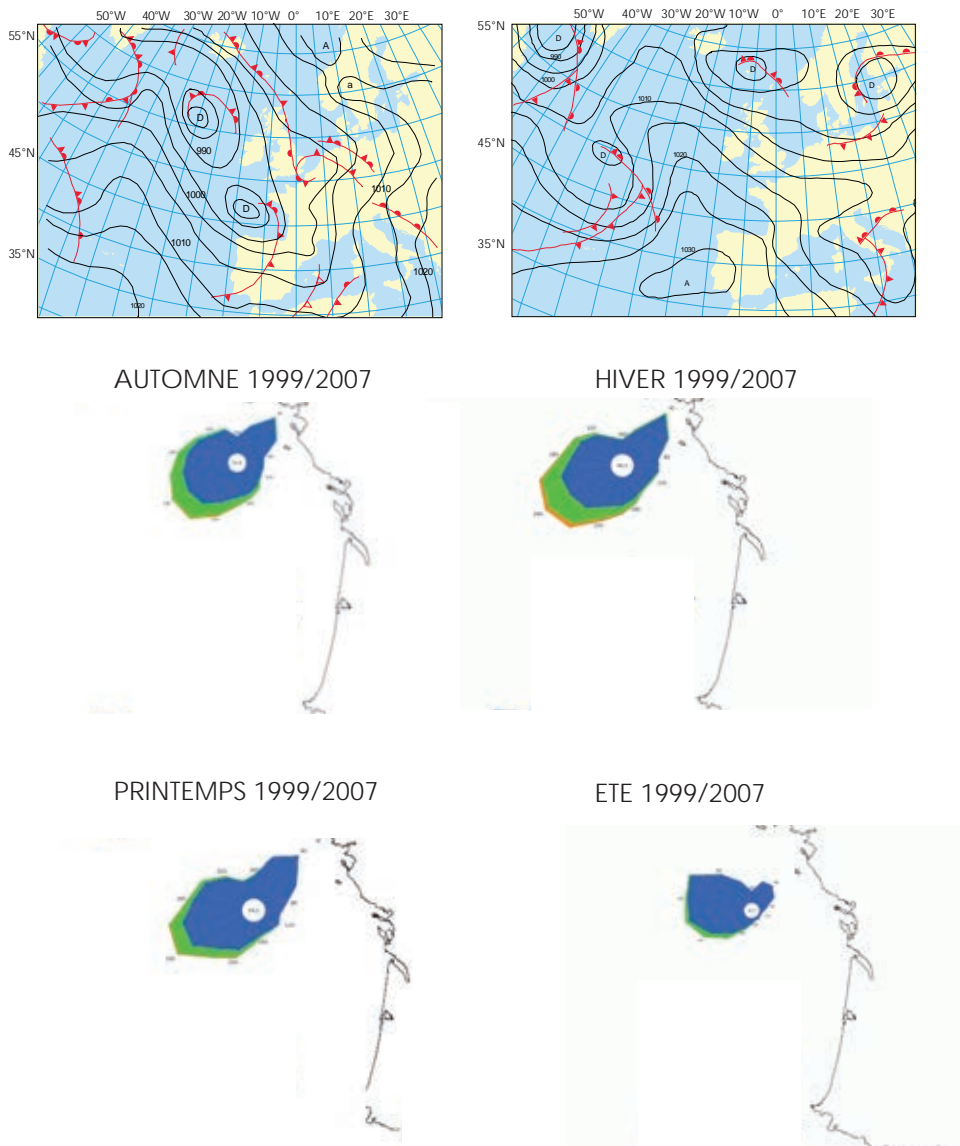 50°W 40°W 30°W 20°W 10°W 0° 10°E 20°E 30°E
55°N
45°N
35°N
A
a
D
990
1000
D
1010
1010
1020
1020
50°W 40°W 30°W 20°W 10°W 0° 10°E 20°E 30°E
55°N
45°N
35°N
D
990
1000
D
D
1010
D
1020
1030
A
AUTOMNE 1999/2007
HIVER 1999/2007
PRINTEMPS 1999/2007
ETE 1999/2007